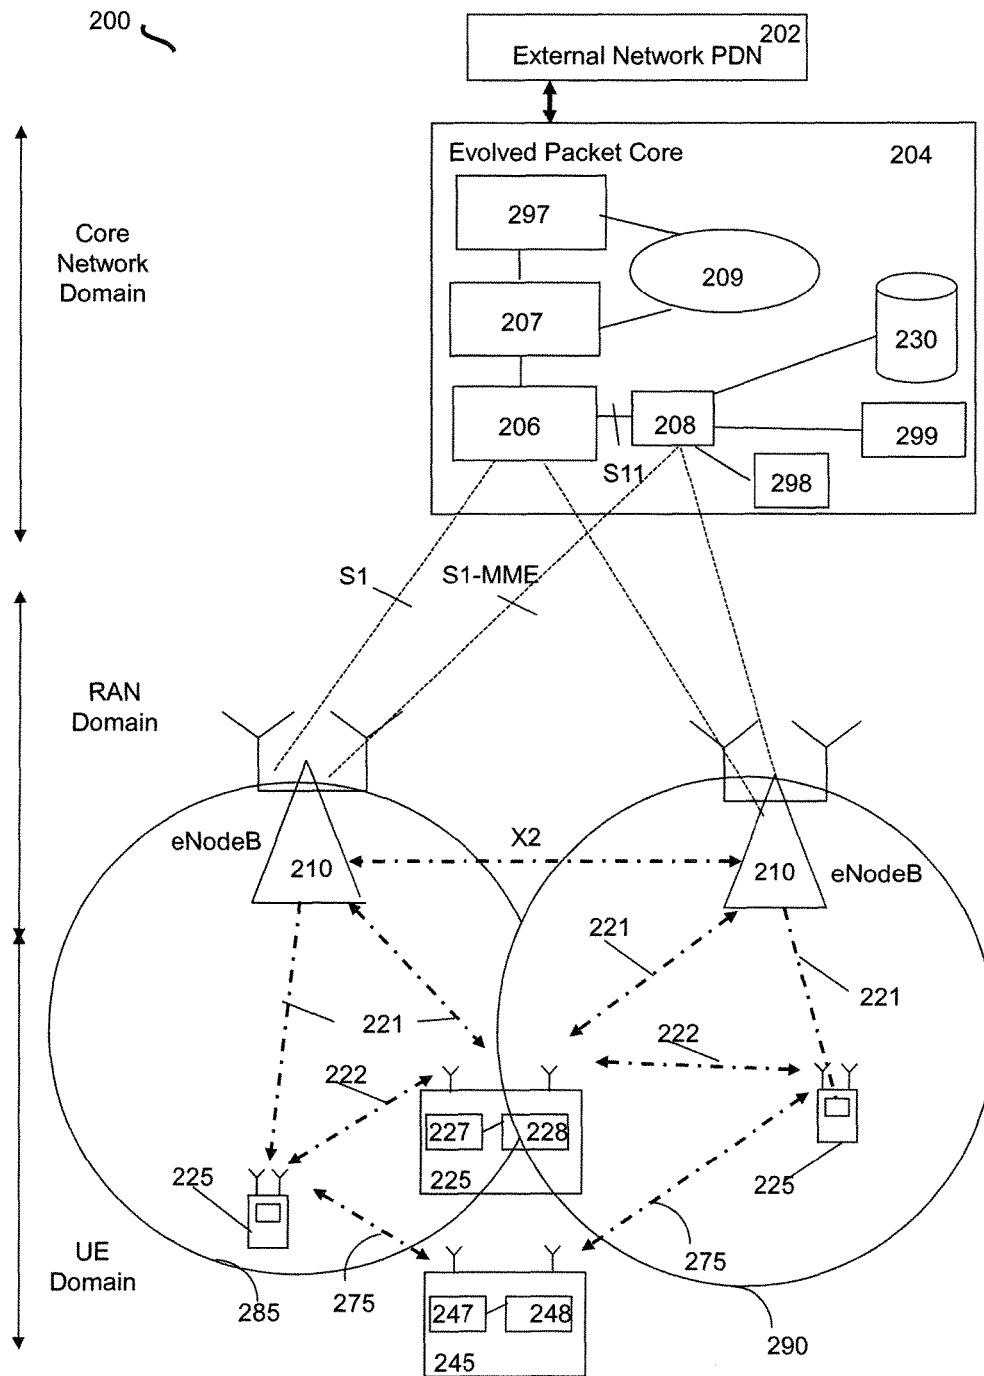 200
202
External Network PDN
Evolved Packet Core
204
297
209
207
230
206
208
299
S11
298
Core
Network
Domain
S1
S1-MME
RAN
Domain
eNodeB
210
X2
210
eNodeB
221
221
221
222
222
227
228
225
225
225
275
275
UE
Domain
285
247
248
245
290